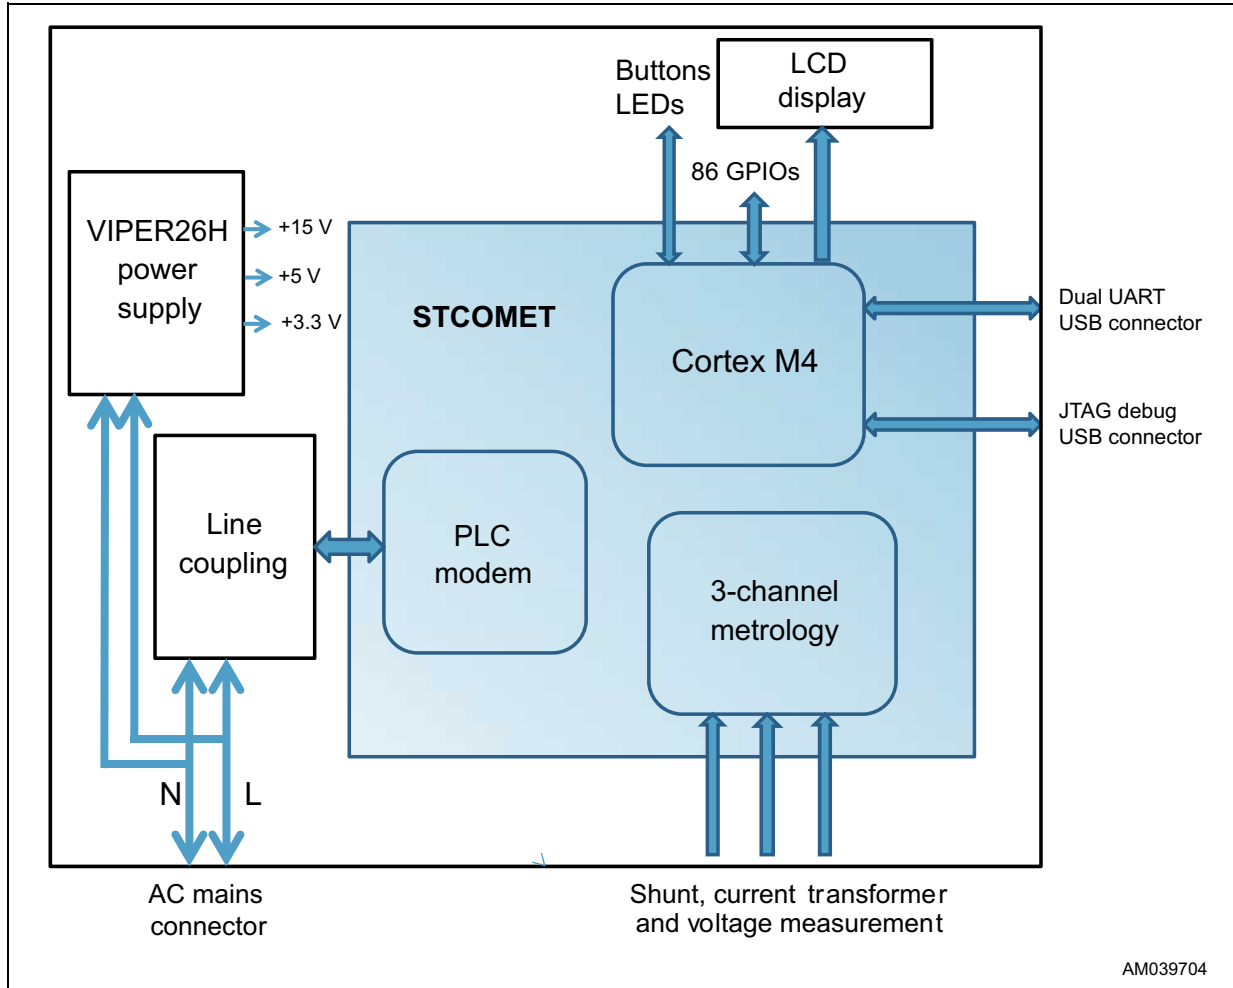 Buttons
LEDs
LCD
display
86 GPIOs
VIPER26H
power
supply
+15 V
+5 V
+3.3 V
STCOMET
Cortex M4
Dual UART
USB connector
JTAG debug
USB connector
Line
coupling
PLC
modem
3-channel
metrology
N
L
AC mains
connector
Shunt, current transformer
and voltage measurement
AM039704